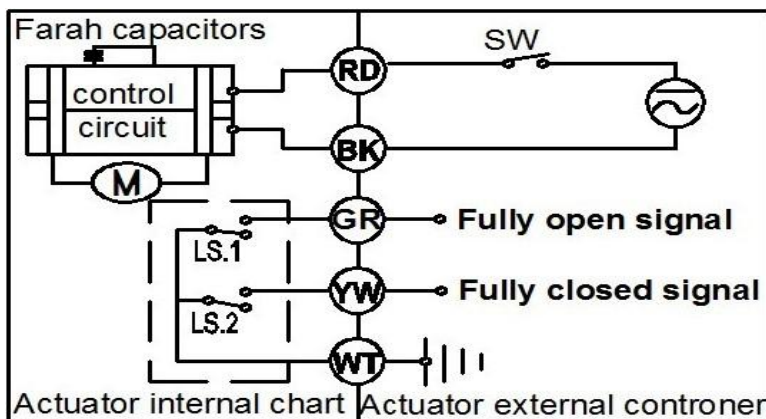 Farah capacitors
SW
RD
control
circuit
BK
M
GR
Fully open signal
LS.1
YW
Fully closed signal
LS.2
WT
Actuator internal chart
Actuator external controner